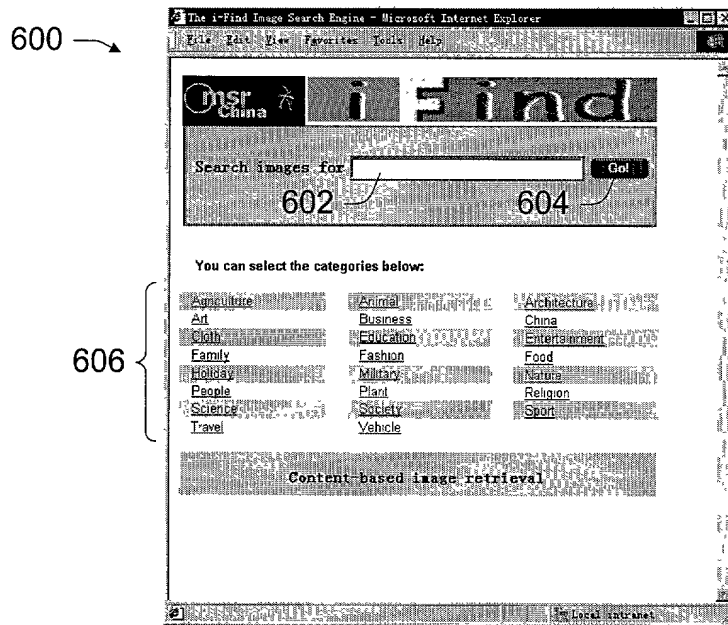 600
The i-Find Image Search Engine - Microsoft Internet Explorer
File Edit View Favorites Tools Help
msr China
i Find
Search images for
Go!
602
604
You can select the categories below:
606
Agriculture Animal Architecture
Art Business China
Cloth Education Entertainment
Family Fashion Food
Holiday Military Nature
People Plant Religion
Science Society Sport
Travel Vehicle
Content-based image retrieval
Local intranet